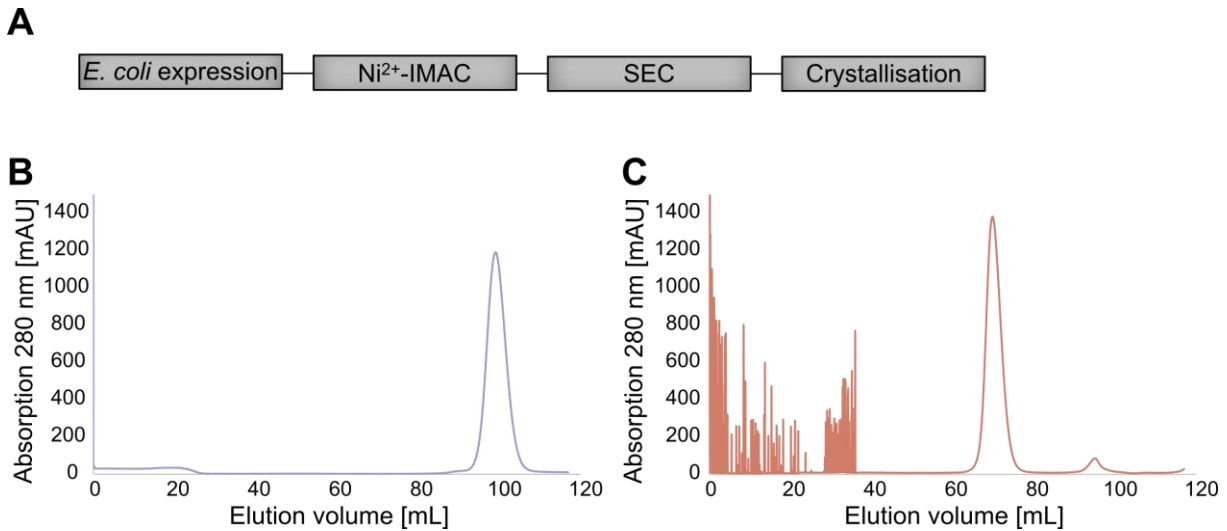 A
E. coli expression
Ni²⁺-IMAC
SEC
Crystallisation
B
Absorption 280 nm [mAU]
1400
1200
1000
800
600
400
200
0
0 20 40 60 80 100 120
Elution volume [mL]
C
Absorption 280 nm [mAU]
1400
1200
1000
800
600
400
200
0
0 20 40 60 80 100 120
Elution volume [mL]